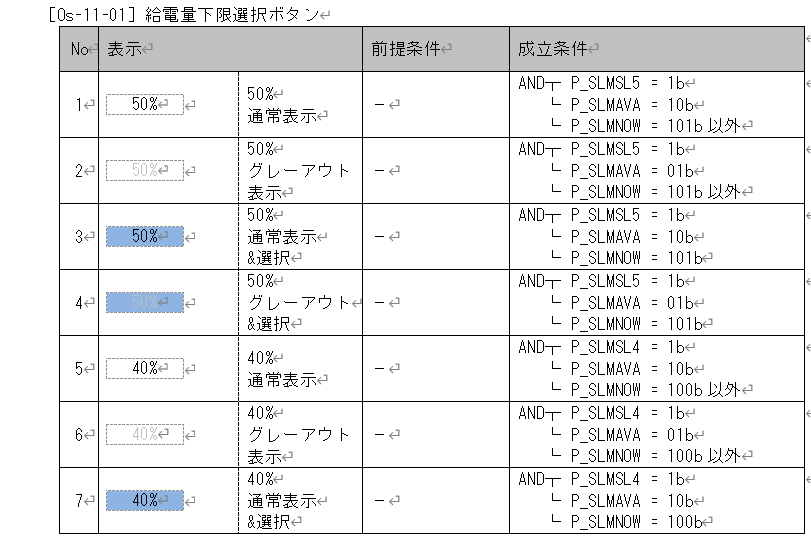 [Os-11-01] 給電量下限選択ボタン↵
No↵ 表示↵ 前提条件↵ 成立条件↵
1↵ 50%↵ ↵ 50%↵ －↵ AND┬ P_SLMSL5 = 1b↵
通常表示↵ └ P_SLMAVA = 10b↵
└ P_SLMNOW = 101b 以外↵
2↵ 50%↵ ↵ 50%↵ －↵ AND┬ P_SLMSL5 = 1b↵
グレーアウト └ P_SLMAVA = 01b↵
表示↵ └ P_SLMNOW = 101b 以外↵
3↵ 50%↵ ↵ 50%↵ －↵ AND┬ P_SLMSL5 = 1b↵
通常表示↵ └ P_SLMAVA = 10b↵
&選択↵ └ P_SLMNOW = 101b↵
4↵ 50%↵ ↵ 50%↵ －↵ AND┬ P_SLMSL5 = 1b↵
グレーアウト↵ └ P_SLMAVA = 01b↵
&選択↵ └ P_SLMNOW = 101b↵
5↵ 40%↵ ↵ 40%↵ －↵ AND┬ P_SLMSL4 = 1b↵
通常表示↵ └ P_SLMAVA = 10b↵
└ P_SLMNOW = 100b 以外↵
6↵ 40%↵ ↵ 40%↵ －↵ AND┬ P_SLMSL4 = 1b↵
グレーアウト └ P_SLMAVA = 01b↵
表示↵ └ P_SLMNOW = 100b 以外↵
7↵ 40%↵ ↵ 40%↵ －↵ AND┬ P_SLMSL4 = 1b↵
通常表示↵ └ P_SLMAVA = 10b↵
&選択↵ └ P_SLMNOW = 100b↵